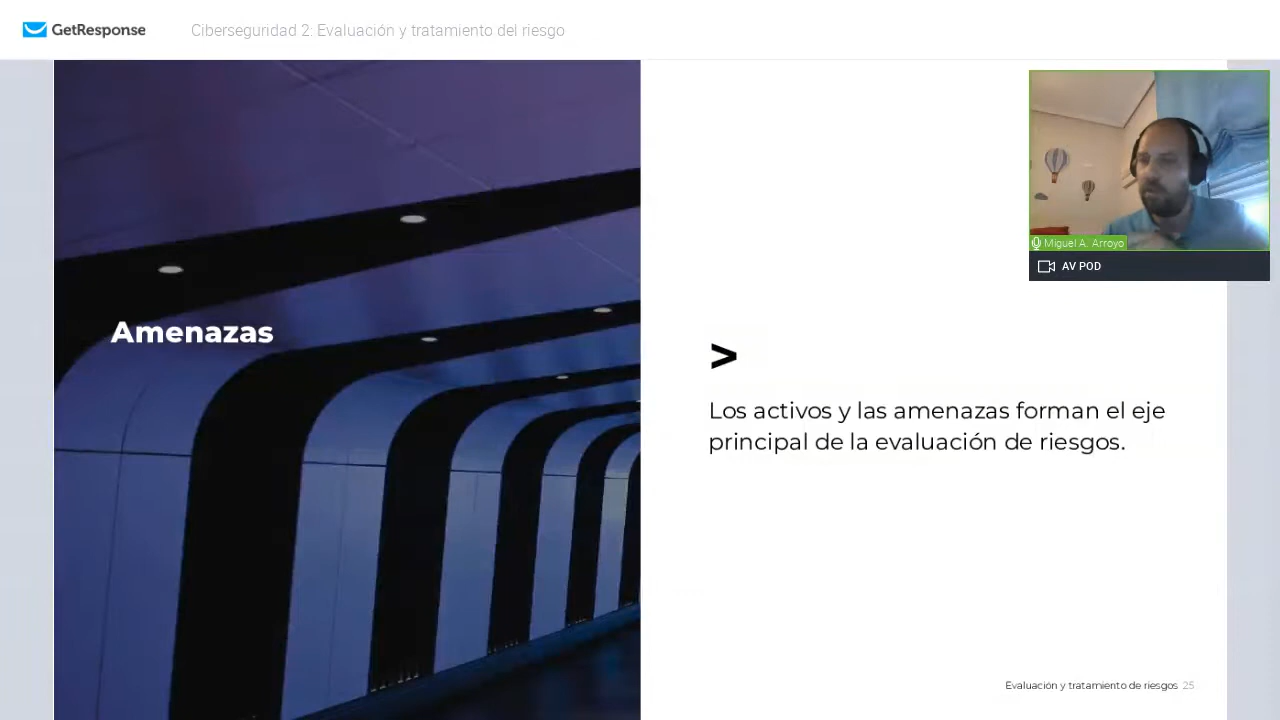 GetResponse
Ciberseguridad 2: Evaluación y tratamiento del riesgo
Miguel A. Arroyo
AV POD
Amenazas
>
Los activos y las amenazas forman el eje
principal de la evaluación de riesgos.
Evaluación y tratamiento de riesgos 25